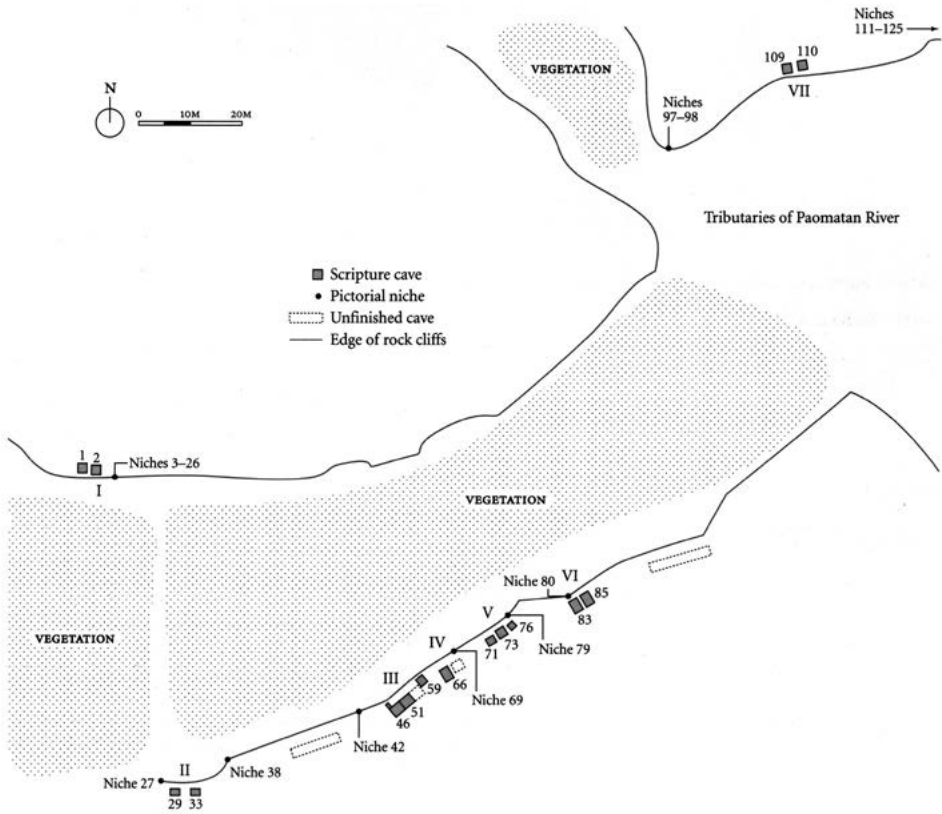 Niches
111–125
109
110
VII
VEGETATION
N
0
10M
20M
Niches
97–98
Tributaries of Paomatan River
Scripture cave
Pictorial niche
Unfinished cave
Edge of rock cliffs
1
2
Niches 3–26
I
VEGETATION
VI
Niche 80
85
83
V
76
73
71
Niche 79
VEGETATION
IV
III
59
66
51
46
Niche 69
Niche 42
Niche 38
II
Niche 27
29
33